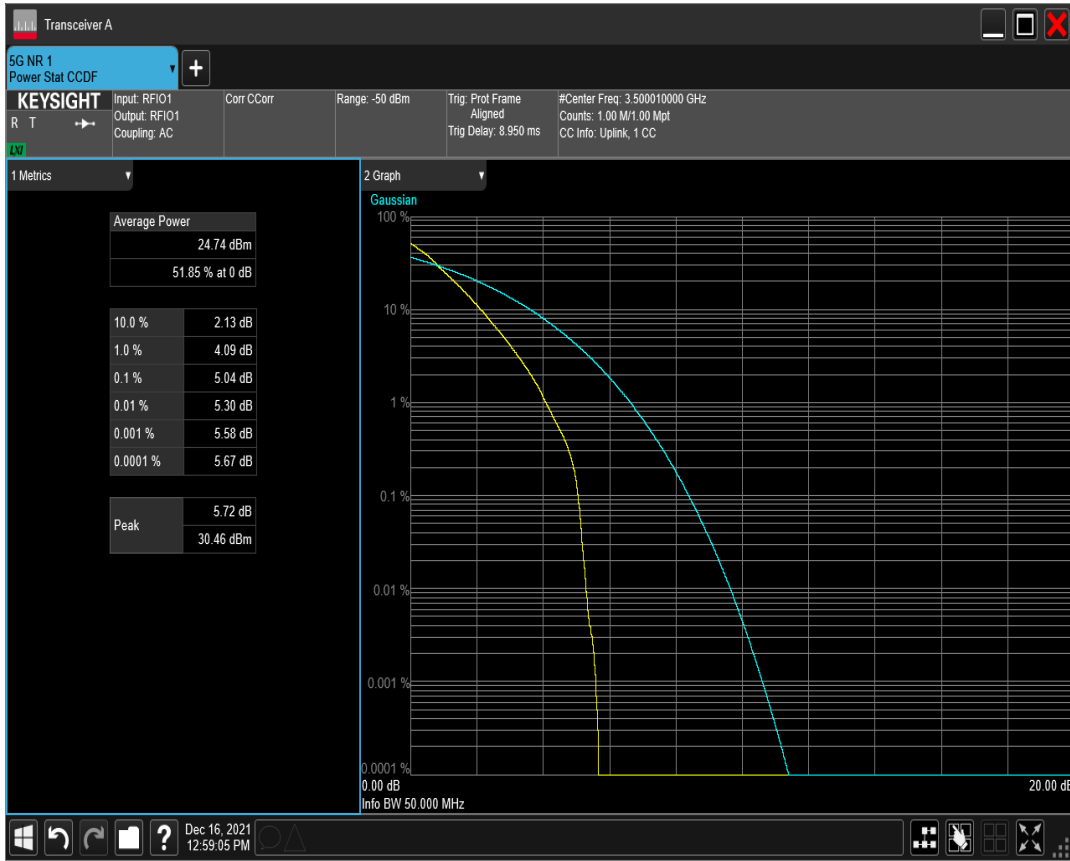 Transceiver A
5G NR 1
Power Stat CCDF
KEYSIGHT
R T
LXI
Input: RFIO1
Output: RFIO1
Coupling: AC
Corr CCorr
Range: -50 dBm
Trig: Prot Frame
Aligned
Trig Delay: 8.950 ms
#Center Freq: 3.500010000 GHz
Counts: 1.00 M/1.00 Mpt
CC Info: Uplink, 1 CC
1 Metrics
Average Power
24.74 dBm
51.85 % at 0 dB
10.0 % 2.13 dB
1.0 % 4.09 dB
0.1 % 5.04 dB
0.01 % 5.30 dB
0.001 % 5.58 dB
0.0001 % 5.67 dB
Peak
5.72 dB
30.46 dBm
2 Graph
Gaussian
100 %
10 %
1 %
0.1 %
0.01 %
0.001 %
0.0001 %
0.00 dB 20.00 dB
Info BW 50.000 MHz
?
Dec 16, 2021
12:59:05 PM